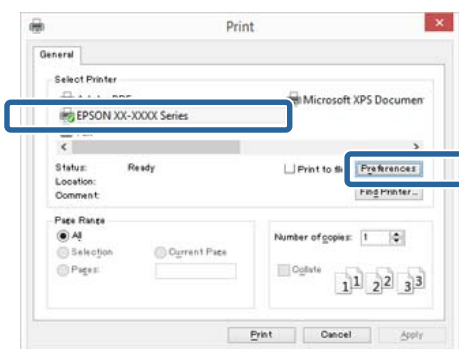 Print
General
Select Printer
Microsoft XPS Documen
EPSON XX-XXXX Series
Status: Ready
Print to
Preferences
Location:
Comment:
Find Printer...
Page Range
All
Selection
Current Page
Pages:
Number of copies: 1
Collate
1 1 2 2 3 3
Print
Cancel
Apply